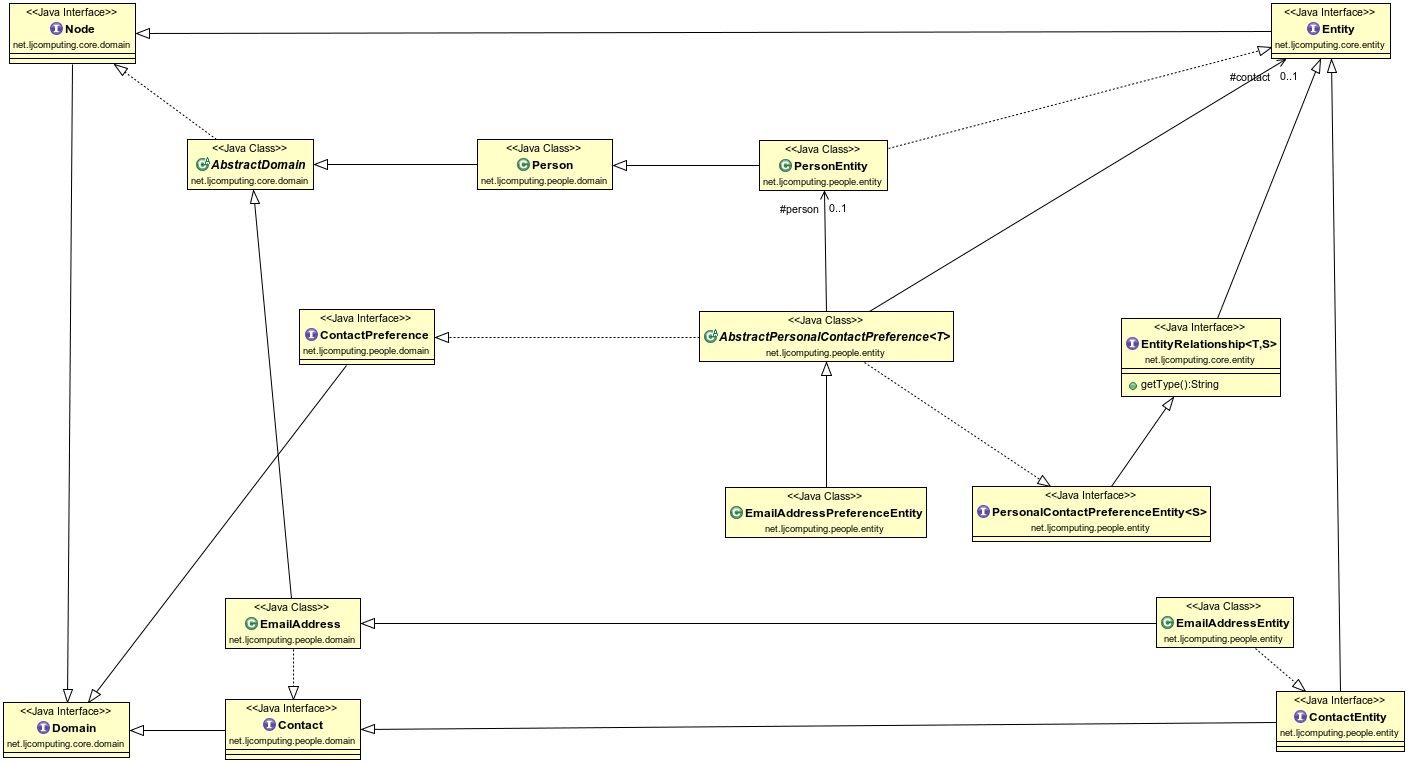 <<Java Interface>>
Node
net.ljcomputing.core.domain
<<Java Interface>>
Entity
net.ljcomputing.core.entity
#contact 0..1
<<Java Class>>
AbstractDomain
net.ljcomputing.core.domain
<<Java Class>>
Person
net.ljcomputing.people.domain
<<Java Class>>
PersonEntity
net.ljcomputing.people.entity
#person 0..1
<<Java Interface>>
ContactPreference
net.ljcomputing.people.domain
<<Java Class>>
AbstractPersonalContactPreference<T>
net.ljcomputing.people.entity
<<Java Interface>>
EntityRelationship<T,S>
net.ljcomputing.core.entity
getType():String
<<Java Class>>
EmailAddressPreferenceEntity
net.ljcomputing.people.entity
<<Java Interface>>
PersonalContactPreferenceEntity<S>
net.ljcomputing.people.entity
<<Java Class>>
EmailAddress
net.ljcomputing.people.domain
<<Java Class>>
EmailAddressEntity
net.ljcomputing.people.entity
<<Java Interface>>
Domain
net.ljcomputing.core.domain
<<Java Interface>>
Contact
net.ljcomputing.people.domain
<<Java Interface>>
ContactEntity
net.ljcomputing.people.entity